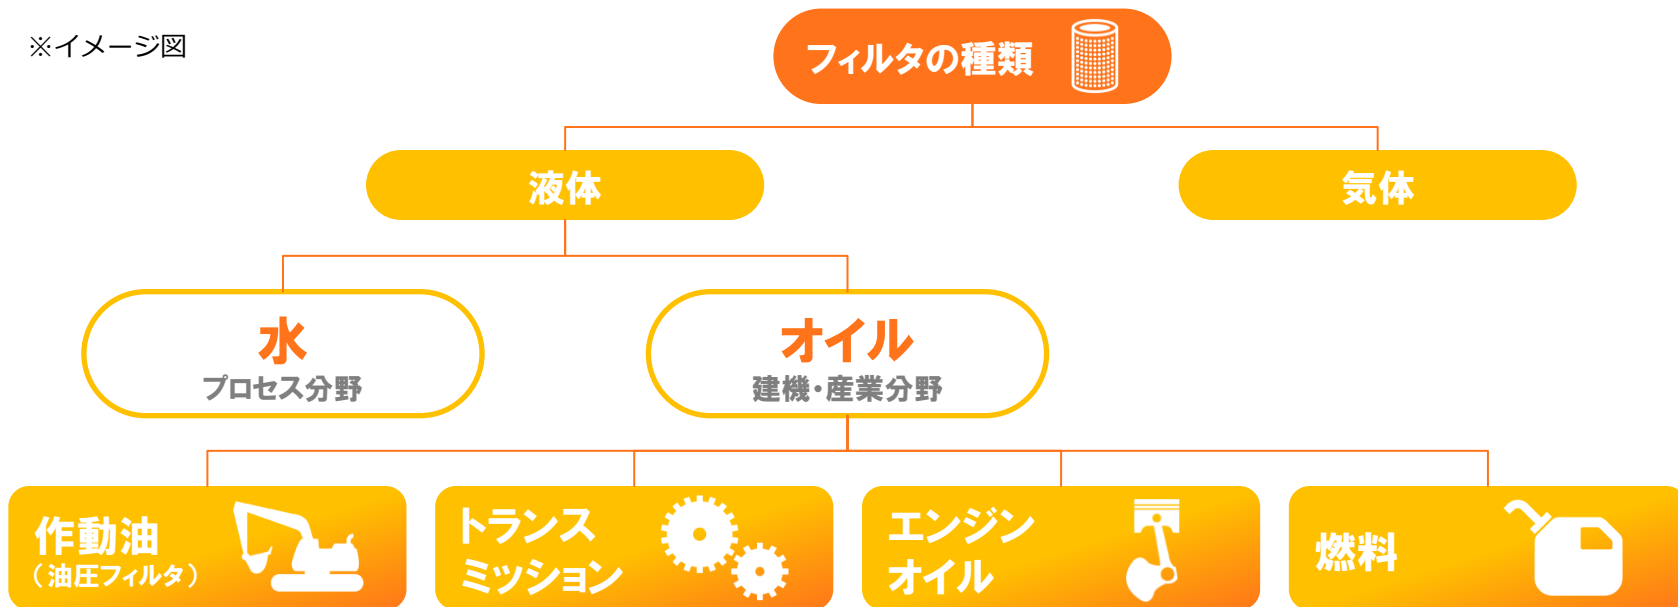 ※イメージ図
フィルタの種類
液体
気体
水
プロセス分野
オイル
建機・産業分野
作動油
（油圧フィルタ）
トランス
ミッション
エンジン
オイル
燃料